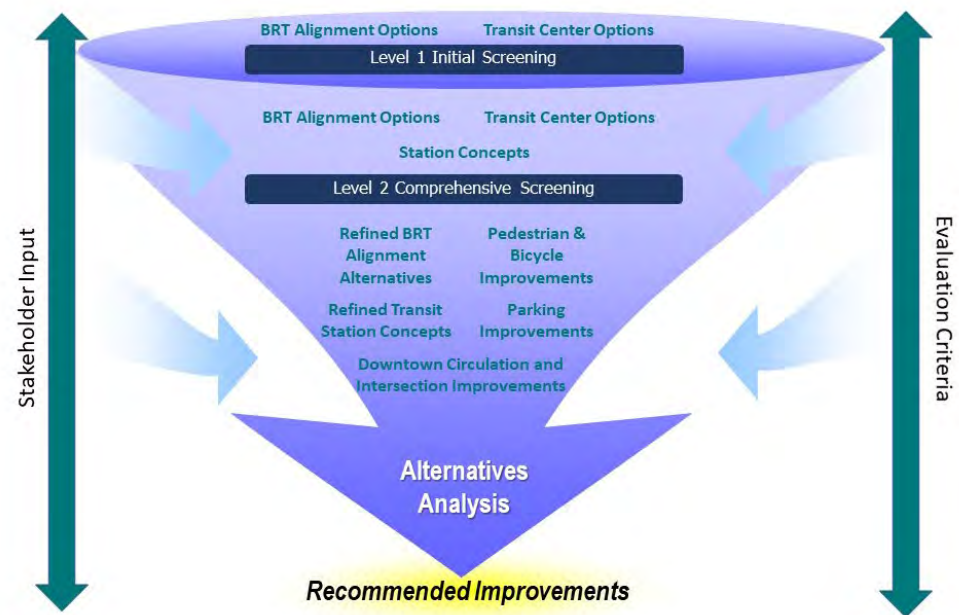 BRT Alignment Options Transit Center Options
Level 1 Initial Screening
BRT Alignment Options Transit Center Options
Station Concepts
Level 2 Comprehensive Screening
Refined BRT
Alignment
Alternatives
Pedestrian &
Bicycle
Improvements
Refined Transit
Station Concepts
Parking
Improvements
Downtown Circulation and
Intersection Improvements
Stakeholder Input
Evaluation Criteria
Alternatives
Analysis
Recommended Improvements